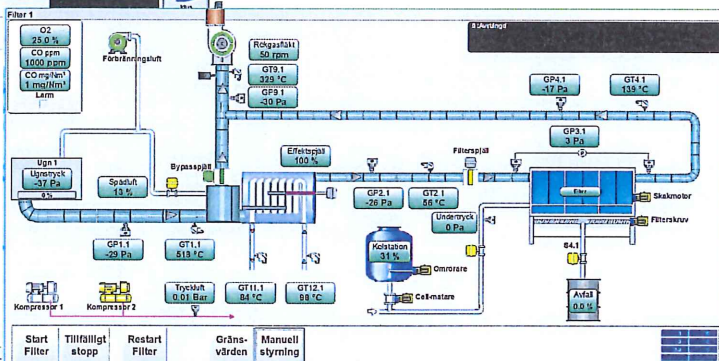 Filter 1
O2
25.0 %
CO ppm
1000 ppm
CO mg/Nm³
1 mg/Nm³
Larm
Förbränningsluft
Rökgasfläkt
50 rpm
GT9.1
329 °C
GP9.1
-30 Pa
GP4.1
-17 Pa
GT4.1
139 °C
GP3.1
3 Pa
Ugn 1
Ugnstryck
-37 Pa
0 %
Spädluft
13 %
Bypasspjäll
Effektspjäll
100 %
Filterspjäll
GP2.1
-26 Pa
GT2.1
56 °C
Undertryck
0 Pa
Filter
Skakmotor
Filterskruv
GP1.1
-29 Pa
GT1.1
513 °C
Kolstation
31 %
Omrörare
Cell-matare
S4.1
Avfall
0.0 %
Kompressor 1
Kompressor 2
Tryckluft
0.01 Bar
GT11.1
84 °C
GT12.1
98 °C
Start Filter
Tillfälligt stopp
Restart Filter
Gräns-värden
Manuell styrning